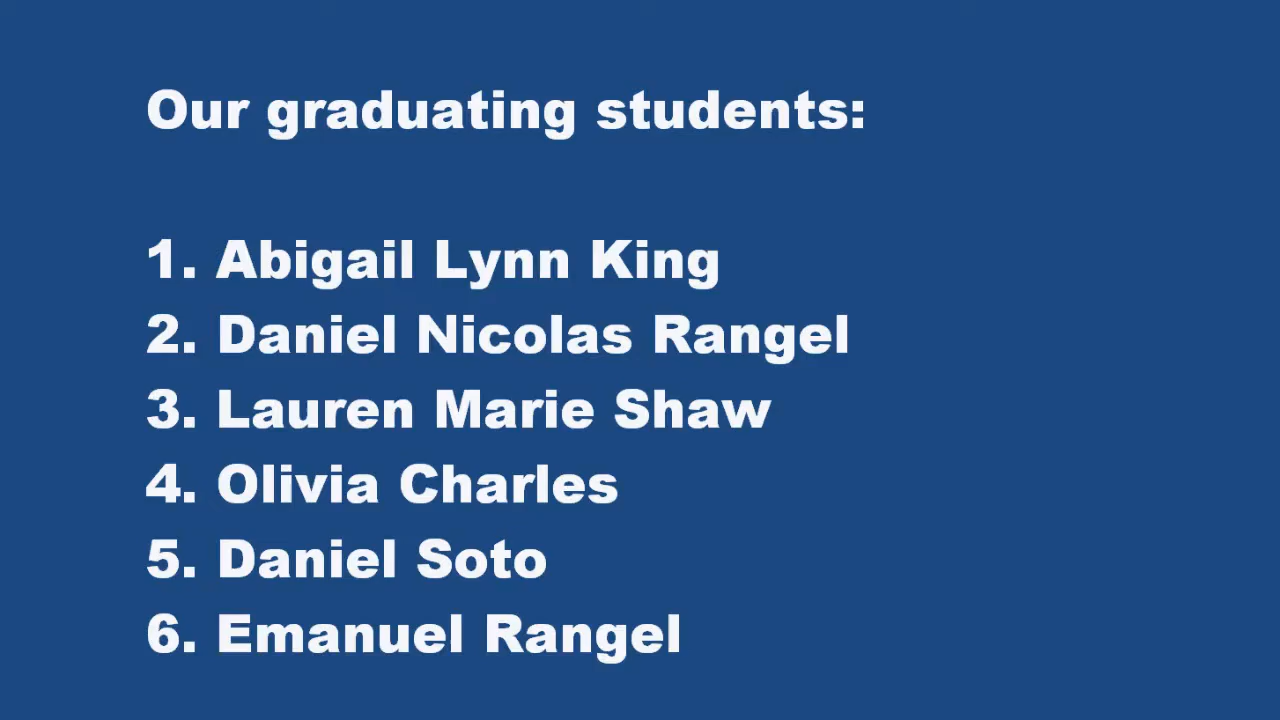 Our graduating students:
1. Abigail Lynn King
2. Daniel Nicolas Rangel
3. Lauren Marie Shaw
4. Olivia Charles
5. Daniel Soto
6. Emanuel Rangel